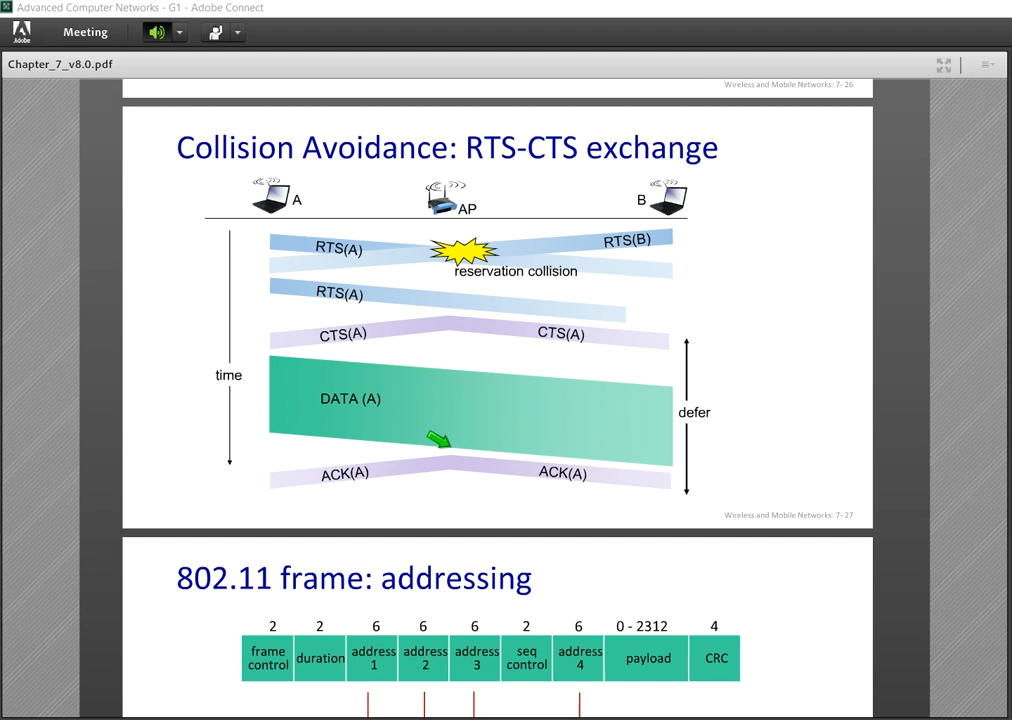 Advanced Computer Networks - G1 - Adobe Connect
Adobe
Meeting
Chapter_7_v8.0.pdf
Wireless and Mobile Networks: 7- 26
Collision Avoidance: RTS-CTS exchange
A
AP
B
RTS(A)
RTS(B)
reservation collision
RTS(A)
CTS(A)
CTS(A)
time
DATA (A)
defer
ACK(A)
ACK(A)
Wireless and Mobile Networks: 7- 27
802.11 frame: addressing
2 2 6 6 6 2 6 0 - 2312 4
frame control
duration
address 1
address 2
address 3
seq control
address 4
payload
CRC